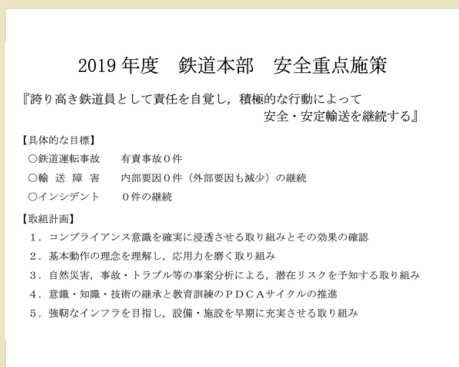 2019 年度　鉄道本部　安全重点施策
『誇り高き鉄道員として責任を自覚し，積極的な行動によって
安全・安定輸送を継続する』
【具体的な目標】
○鉄道運転事故　　有責事故０件
○輸 送 障 害　　内部要因０件（外部要因も減少）の継続
○インシデント　　０件の継続
【取組計画】
１．コンプライアンス意識を確実に浸透させる取り組みとその効果の確認
２．基本動作の理念を理解し，応用力を磨く取り組み
３．自然災害，事故・トラブル等の事案分析による，潜在リスクを予知する取り組み
４．意識・知識・技術の継承と教育訓練のＰＤＣＡサイクルの推進
５．強靭なインフラを目指し，設備・施設を早期に充実させる取り組み